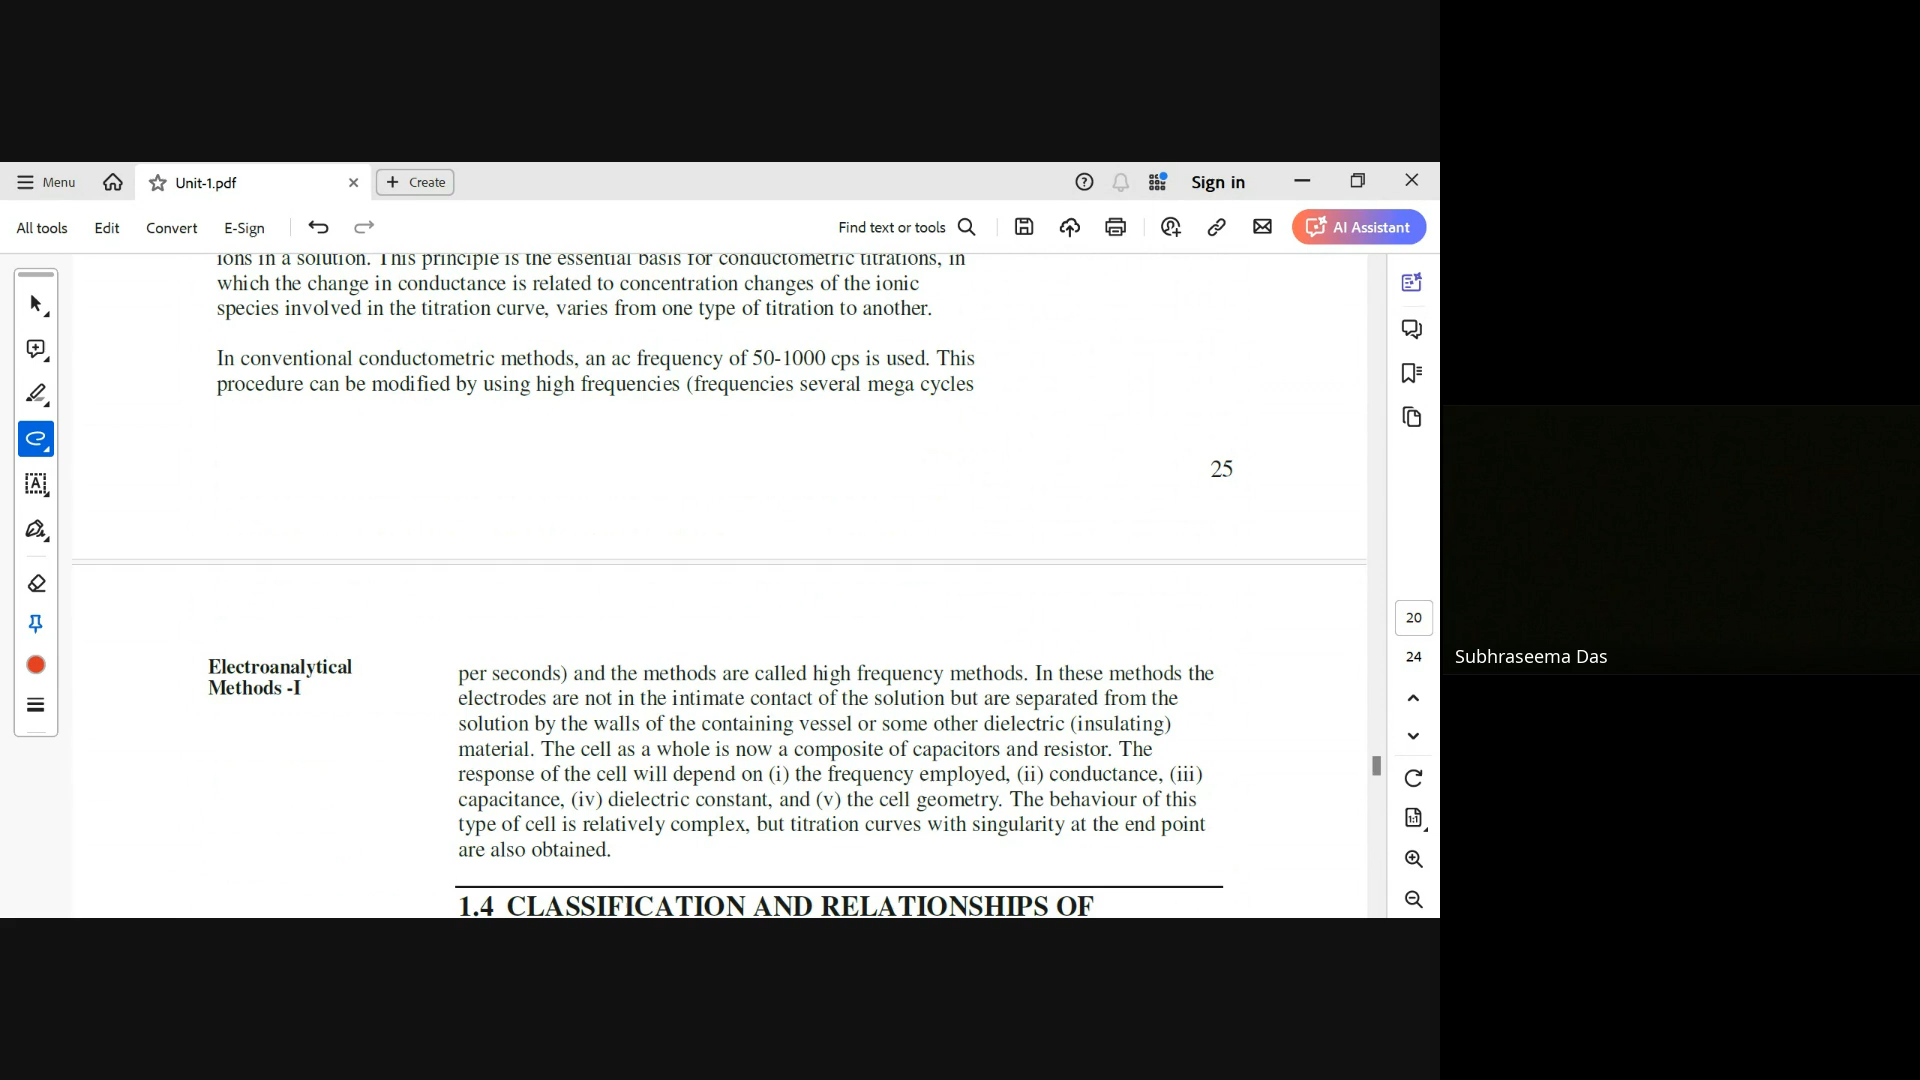 Menu
Unit-1.pdf
Create
Sign in
All tools
Edit
Convert
E-Sign
Find text or tools
AI Assistant
ions in a solution. This principle is the essential basis for conductometric titrations, in
which the change in conductance is related to concentration changes of the ionic
species involved in the titration curve, varies from one type of titration to another.
In conventional conductometric methods, an ac frequency of 50-1000 cps is used. This
procedure can be modified by using high frequencies (frequencies several mega cycles
25
Electroanalytical
Methods -I
per seconds) and the methods are called high frequency methods. In these methods the
electrodes are not in the intimate contact of the solution but are separated from the
solution by the walls of the containing vessel or some other dielectric (insulating)
material. The cell as a whole is now a composite of capacitors and resistor. The
response of the cell will depend on (i) the frequency employed, (ii) conductance, (iii)
capacitance, (iv) dielectric constant, and (v) the cell geometry. The behaviour of this
type of cell is relatively complex, but titration curves with singularity at the end point
are also obtained.
1.4 CLASSIFICATION AND RELATIONSHIPS OF
20
24
Subhraseema Das